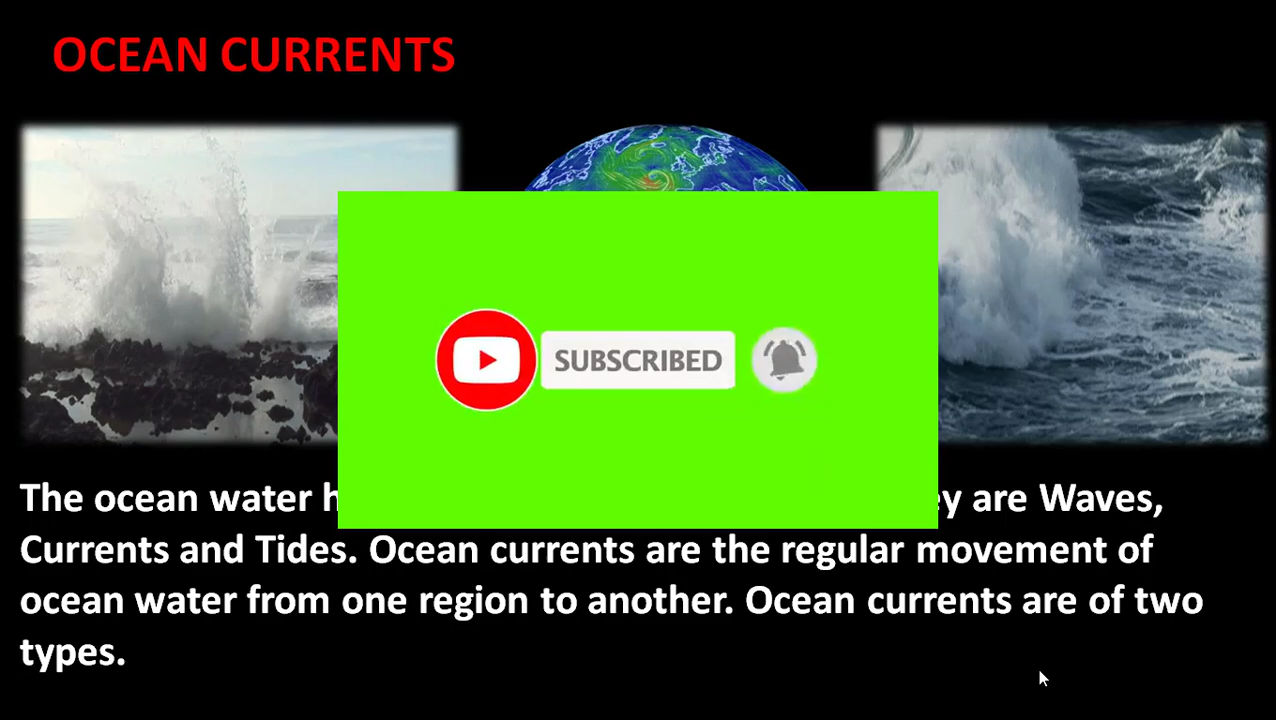 OCEAN CURRENTS
SUBSCRIBED
The ocean water are Waves,
Currents and Tides. Ocean currents are the regular movement of
ocean water from one region to another. Ocean currents are of two
types.